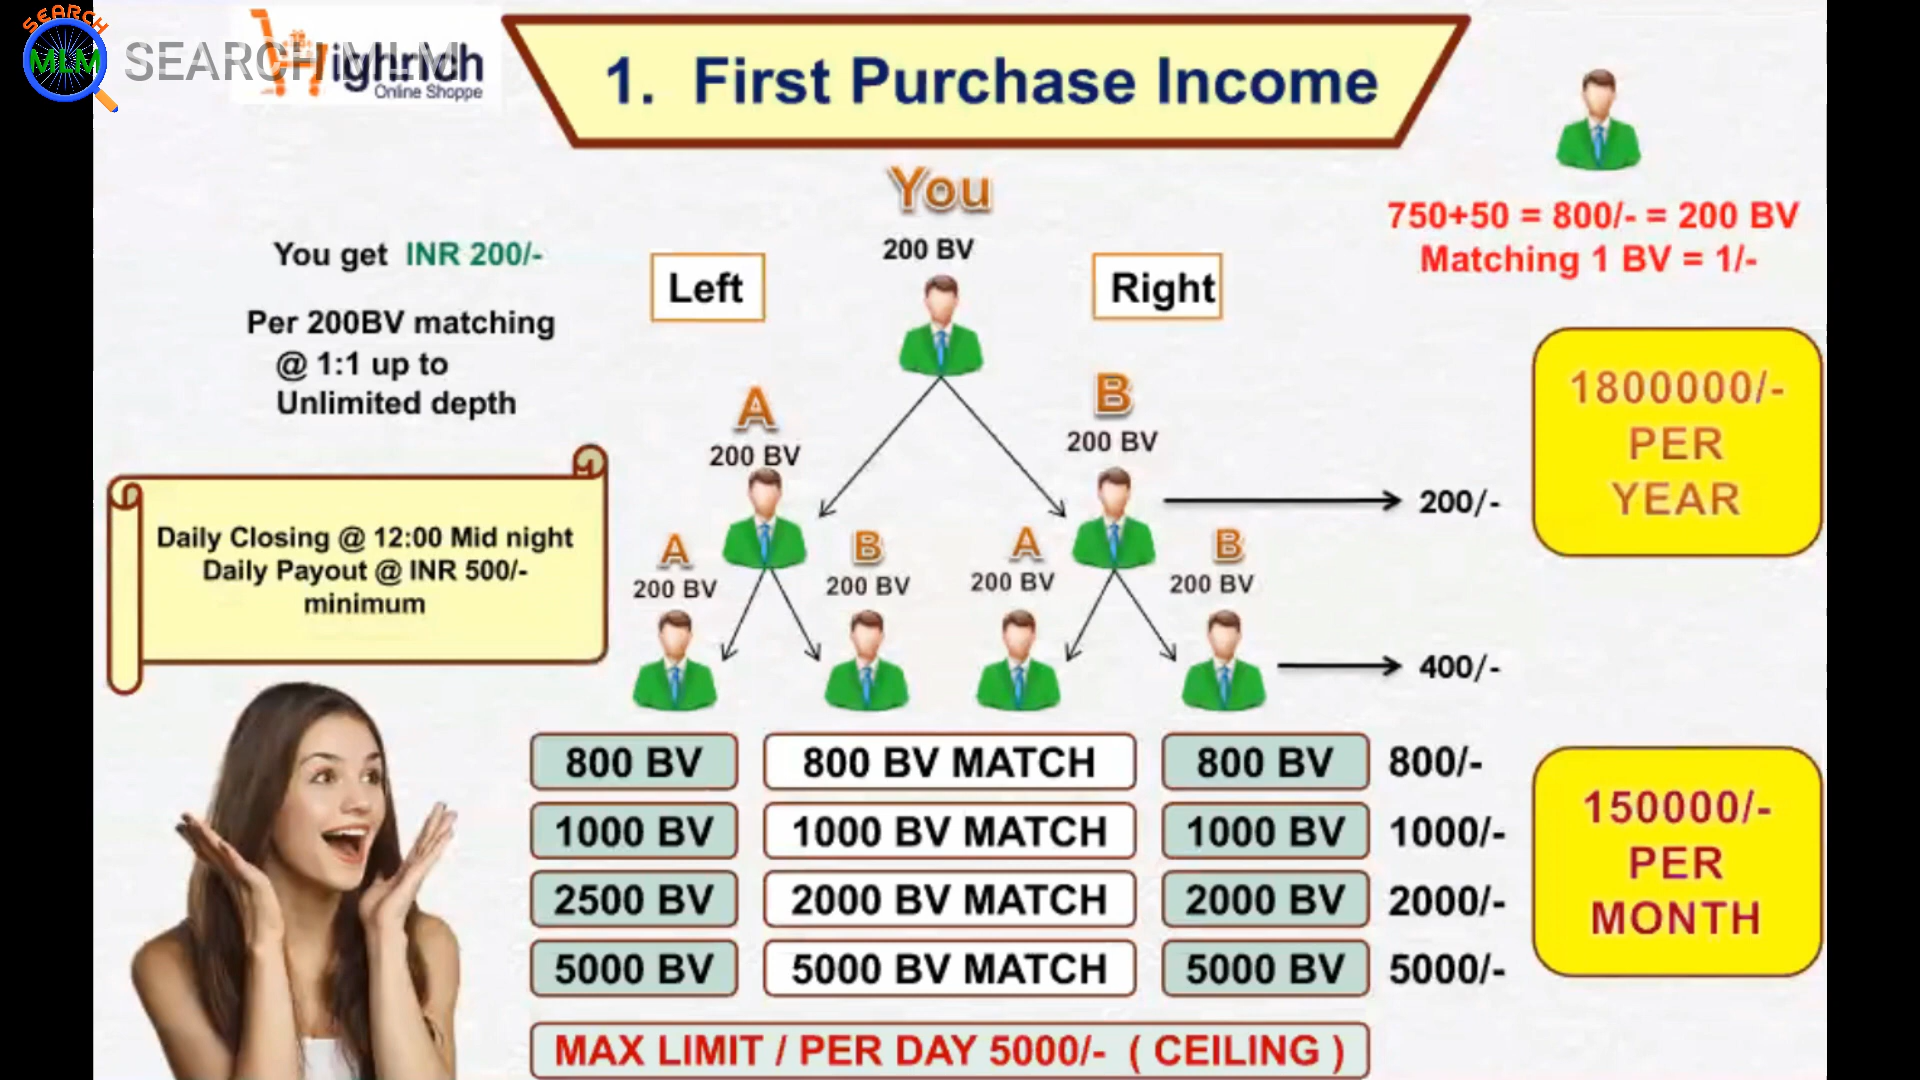 SEARCH
MLM
SEARCH MLM
Highrich
Online Shoppe
1. First Purchase Income
You
200 BV
750+50 = 800/- = 200 BV
Matching 1 BV = 1/-
You get INR 200/-
Per 200BV matching
@ 1:1 up to
Unlimited depth
Left
Right
A
200 BV
B
200 BV
200/-
1800000/-
PER
YEAR
Daily Closing @ 12:00 Mid night
Daily Payout @ INR 500/-
minimum
A
200 BV
B
200 BV
A
200 BV
B
200 BV
400/-
800 BV 800 BV MATCH 800 BV 800/-
1000 BV 1000 BV MATCH 1000 BV 1000/-
2500 BV 2000 BV MATCH 2000 BV 2000/-
5000 BV 5000 BV MATCH 5000 BV 5000/-
150000/-
PER
MONTH
MAX LIMIT / PER DAY 5000/- ( CEILING )